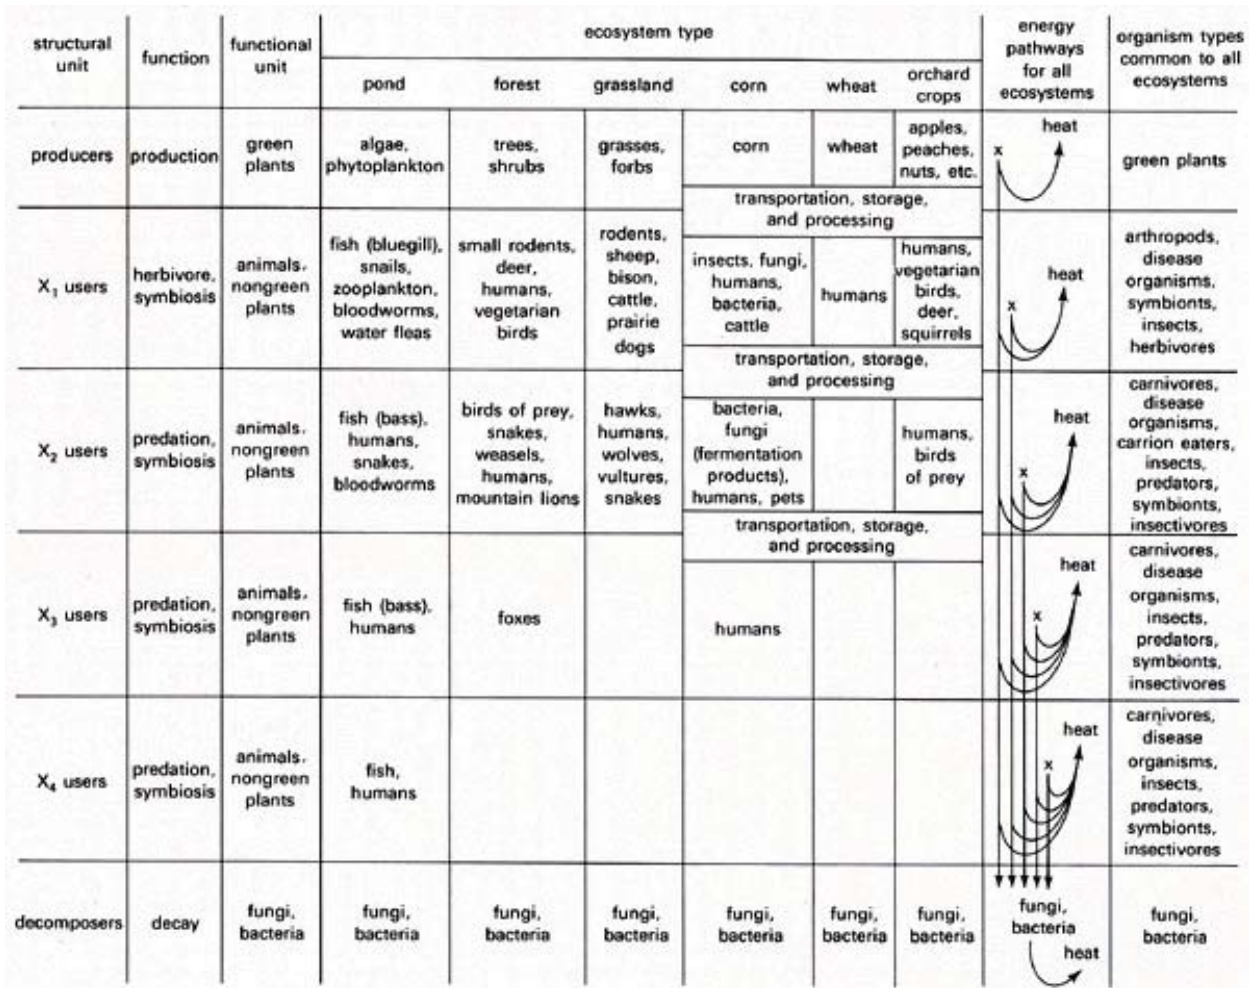 structural
unit
function
functional
unit
ecosystem type
pond
forest
grassland
corn
wheat
orchard
crops
energy
pathways
for all
ecosystems
organism types
common to all
ecosystems
producers
production
green
plants
algae,
phytoplankton
trees,
shrubs
grasses,
forbs
corn
wheat
apples,
peaches,
nuts, etc.
x
heat
green plants
transportation, storage,
and processing
X₁ users
herbivore,
symbiosis
animals,
nongreen
plants
fish (bluegill),
snails,
zooplankton,
bloodworms,
water fleas
small rodents,
deer,
humans,
vegetarian
birds
rodents,
sheep,
bison,
cattle,
prairie
dogs
insects, fungi,
humans,
bacteria,
cattle
humans
humans,
vegetarian
birds,
deer,
squirrels
x
heat
arthropods,
disease
organisms,
symbionts,
insects,
herbivores
transportation, storage,
and processing
X₂ users
predation,
symbiosis
animals,
nongreen
plants
fish (bass),
humans,
snakes,
bloodworms
birds of prey,
snakes,
weasels,
humans,
mountain lions
hawks,
humans,
wolves,
vultures,
snakes
bacteria,
fungi
(fermentation
products),
humans, pets
humans,
birds
of prey
x
heat
carnivores,
disease
organisms,
carrion eaters,
insects,
predators,
symbionts,
insectivores
transportation, storage,
and processing
X₃ users
predation,
symbiosis
animals,
nongreen
plants
fish (bass),
humans
foxes
humans
x
heat
carnivores,
disease
organisms,
insects,
predators,
symbionts,
insectivores
X₄ users
predation,
symbiosis
animals,
nongreen
plants
fish,
humans
x
heat
carnivores,
disease
organisms,
insects,
predators,
symbionts,
insectivores
decomposers
decay
fungi,
bacteria
fungi,
bacteria
fungi,
bacteria
fungi,
bacteria
fungi,
bacteria
fungi,
bacteria
fungi,
bacteria
fungi,
bacteria
heat
fungi,
bacteria